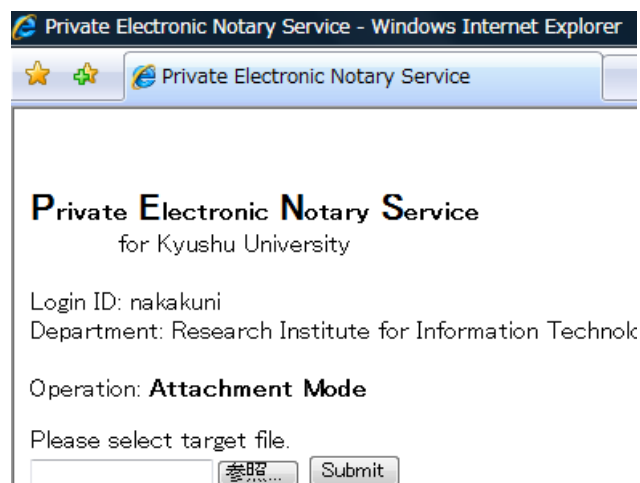 Private Electronic Notary Service - Windows Internet Explorer
Private Electronic Notary Service
Private Electronic Notary Service
for Kyushu University
Login ID: nakakuni
Department: Research Institute for Information
Operation: Attachment Mode
Please select target file.
参照... Submit